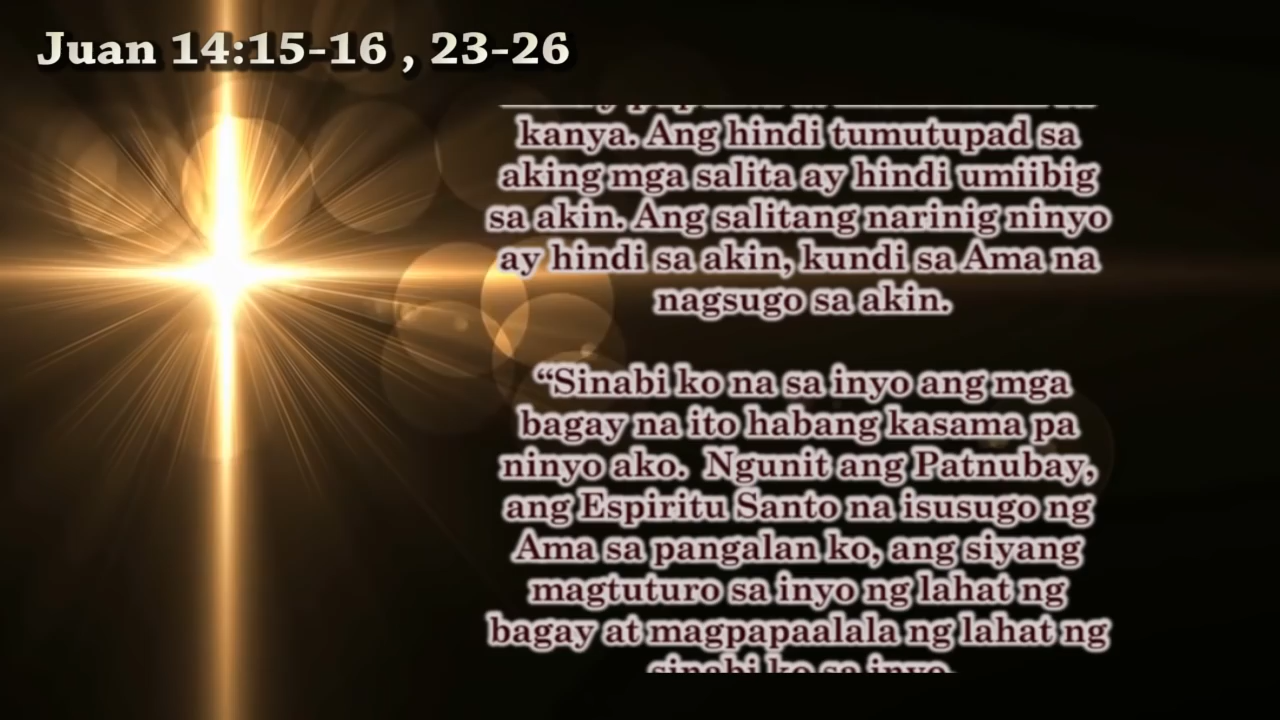 Juan 14:15-16 , 23-26
kanya. Ang hindi tumutupad sa
aking mga salita ay hindi umiibig
sa akin. Ang salitang narinig ninyo
ay hindi sa akin, kundi sa Ama na
nagsugo sa akin.
“Sinabi ko na sa inyo ang mga
bagay na ito habang kasama pa
ninyo ako. Ngunit ang Patnubay,
ang Espiritu Santo na isusugo ng
Ama sa pangalan ko, ang siyang
magtuturo sa inyo ng lahat ng
bagay at magpapaalala ng lahat ng
sinabi ko sa inyo.